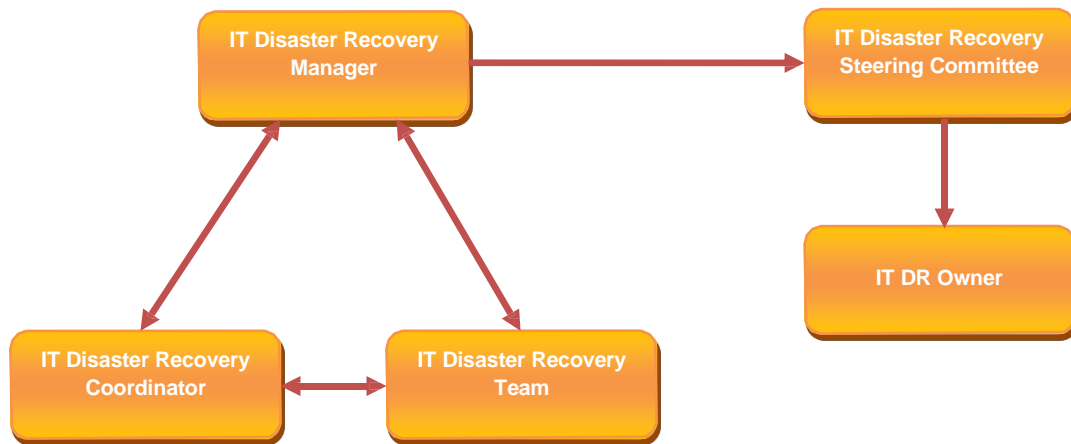 IT Disaster Recovery
Manager
IT Disaster Recovery
Steering Committee
IT DR Owner
IT Disaster Recovery
Coordinator
IT Disaster Recovery
Team